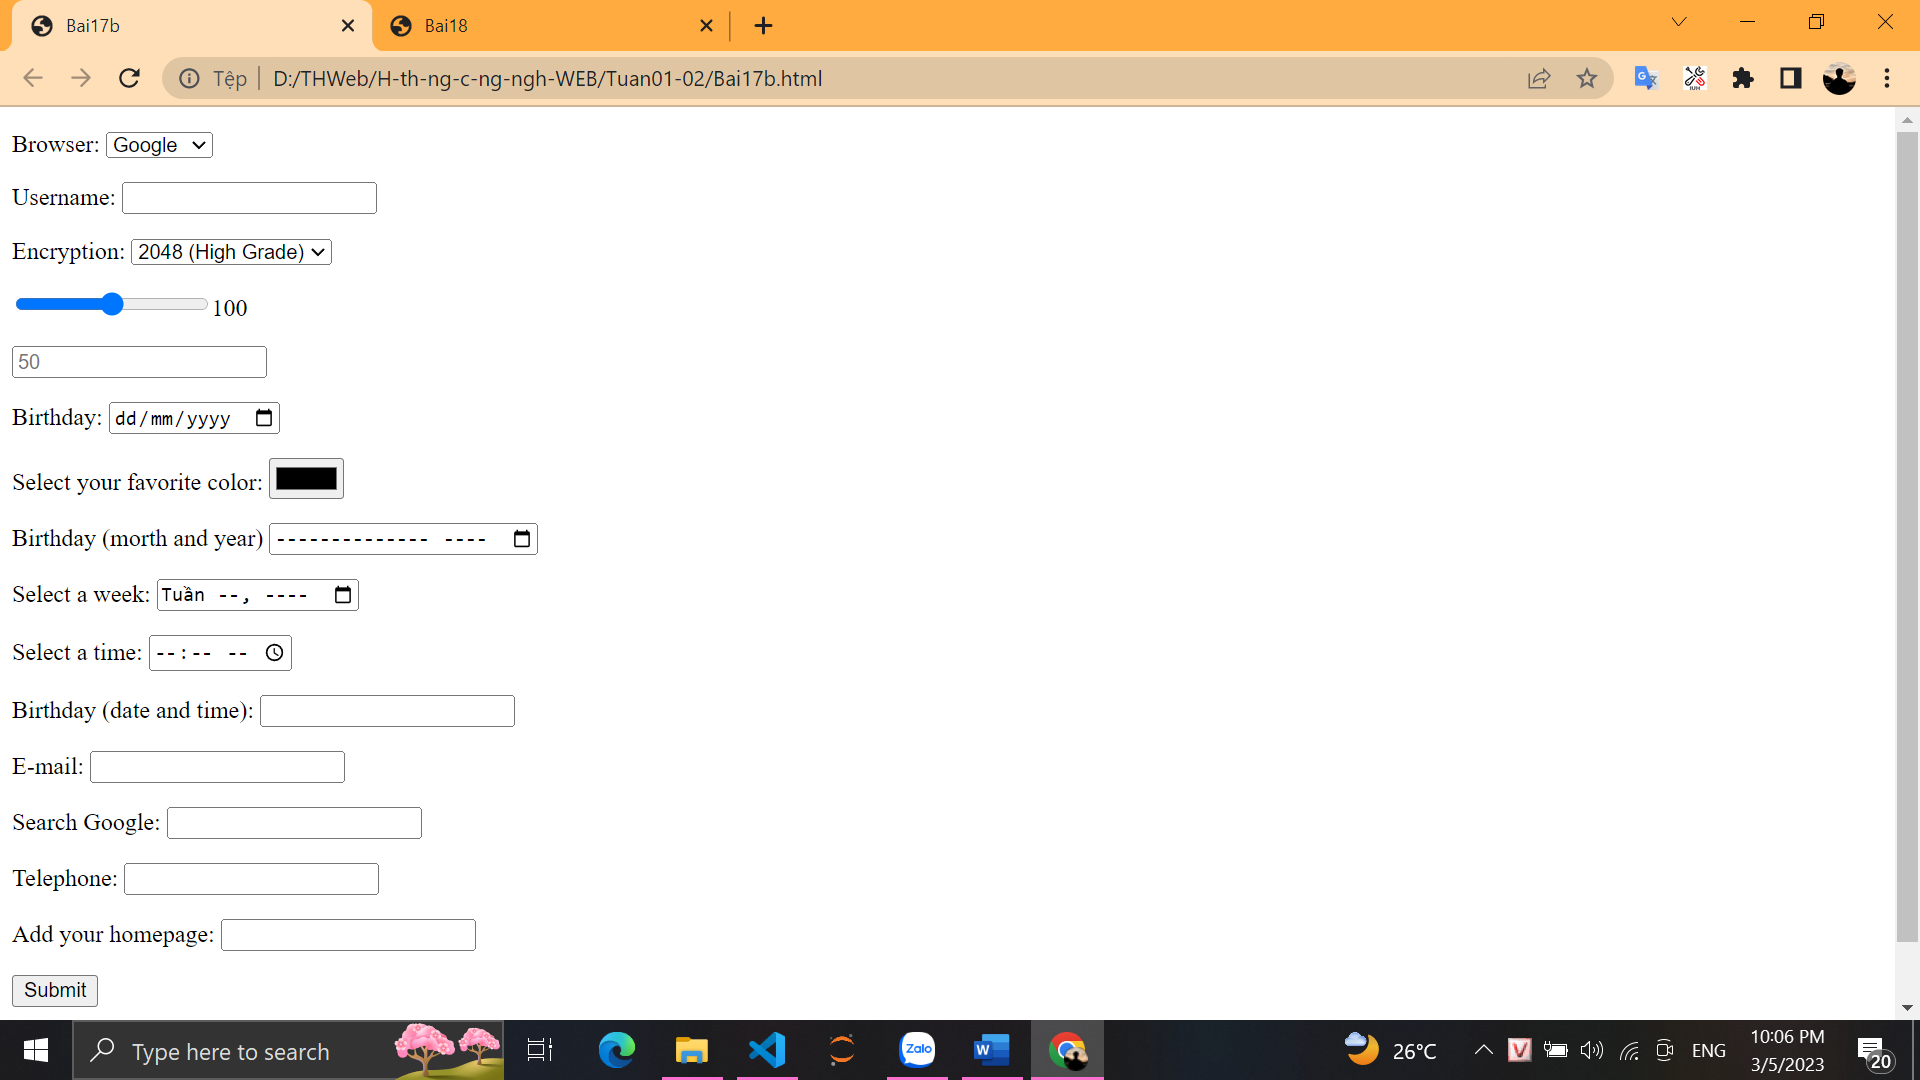 Bai17b
Bai18
Tệp
D:/THWeb/H-th-ng-c-ng-ngh-WEB/Tuan01-02/Bai17b.html
Browser: Google
Username:
Encryption: 2048 (High Grade)
100
50
Birthday: dd/mm/yyyy
Select your favorite color:
Birthday (morth and year) -------------- ----
Select a week: Tuần --, ----
Select a time: --:-- --
Birthday (date and time):
E-mail:
Search Google:
Telephone:
Add your homepage:
Submit
Type here to search
Zalo
W
26°C
V
ENG
10:06 PM
3/5/2023
20